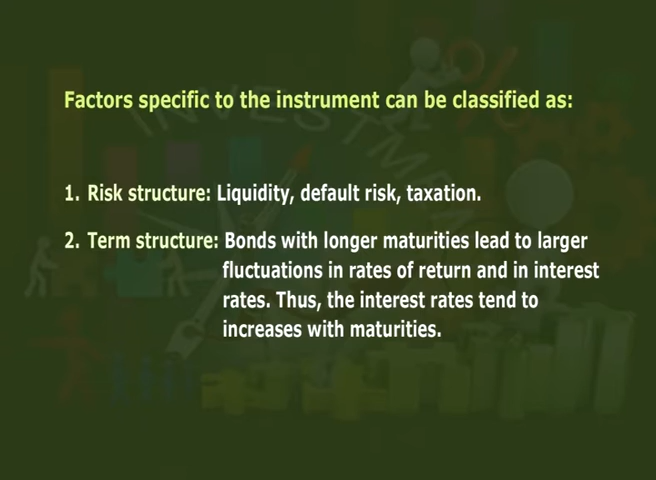 Factors specific to the instrument can be classified as:
1. Risk structure: Liquidity, default risk, taxation.
2. Term structure: Bonds with longer maturities lead to larger
fluctuations in rates of return and in interest
rates. Thus, the interest rates tend to
increases with maturities.
INVESTMENT
%